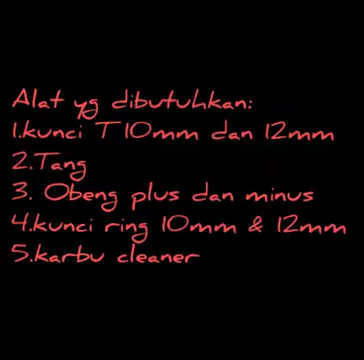 Alat yg dibutuhkan:
1.kunci T 10mm dan 12mm
2.Tang
3. Obeng plus dan minus
4.kunci ring 10mm & 12mm
5.karbu cleaner